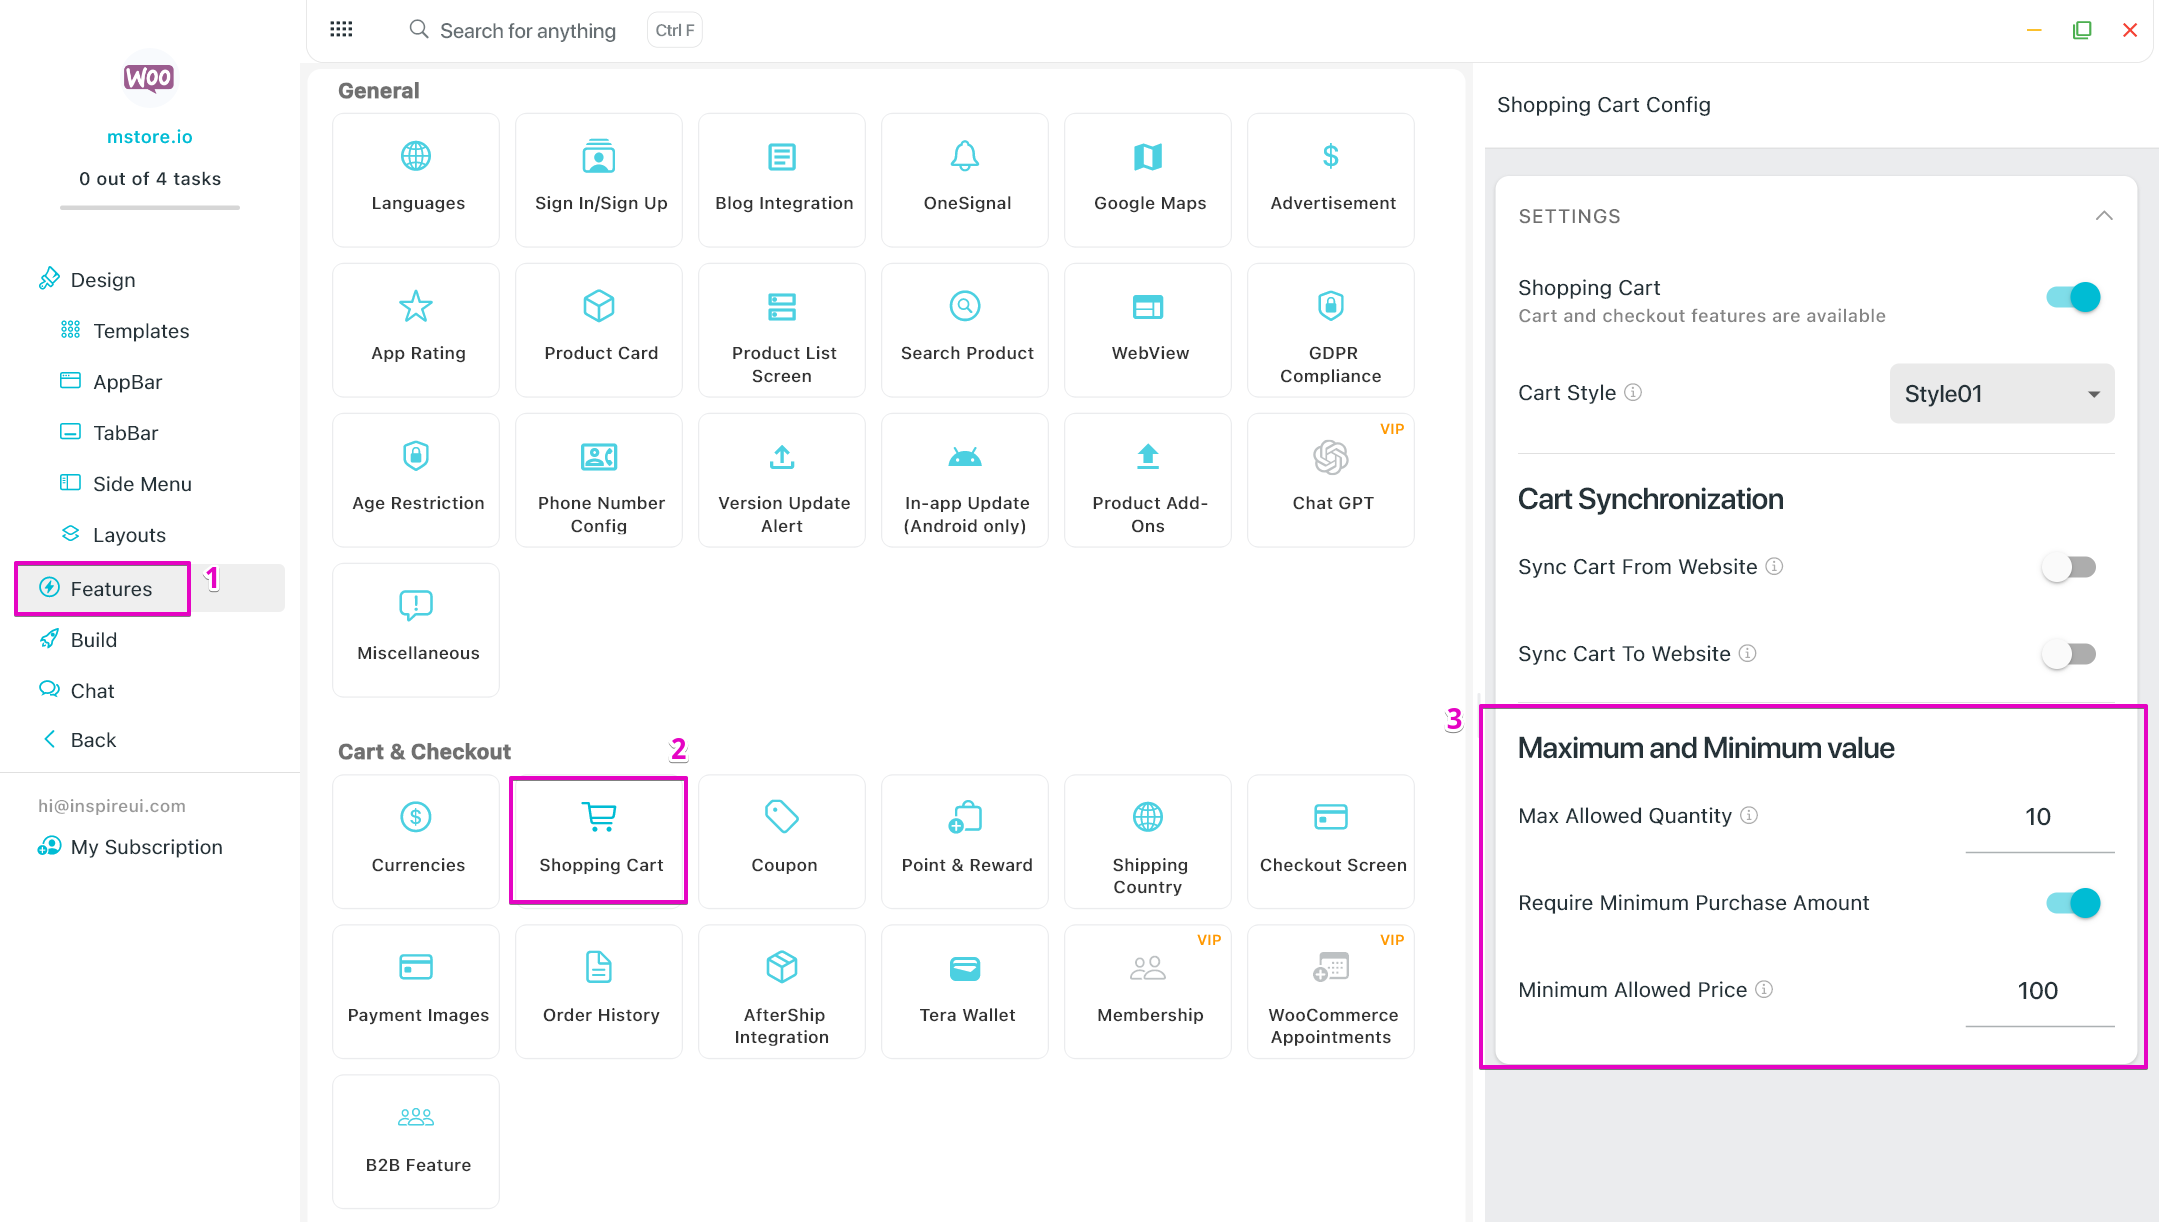 Search for anything
Ctrl F
WOO
mstore.io
0 out of 4 tasks
Design
Templates
AppBar
TabBar
Side Menu
Layouts
Features
1
Build
Chat
Back
hi@inspireui.com
My Subscription
General
Languages
Sign In/Sign Up
Blog Integration
OneSignal
Google Maps
$
Advertisement
App Rating
Product Card
Product List
Screen
Search Product
WebView
GDPR
Compliance
Age Restriction
Phone Number
Config
Version Update
Alert
In-app Update
(Android only)
Product Add-
Ons
VIP
Chat GPT
Miscellaneous
Cart & Checkout
2
$
Currencies
Shopping Cart
Coupon
Point & Reward
Shipping
Country
Checkout Screen
Payment Images
Order History
AfterShip
Integration
Tera Wallet
VIP
Membership
VIP
WooCommerce
Appointments
B2B Feature
Shopping Cart Config
SETTINGS
Shopping Cart
Cart and checkout features are available
Cart Style
Style01
Cart Synchronization
Sync Cart From Website
Sync Cart To Website
3
Maximum and Minimum value
Max Allowed Quantity
10
Require Minimum Purchase Amount
Minimum Allowed Price
100